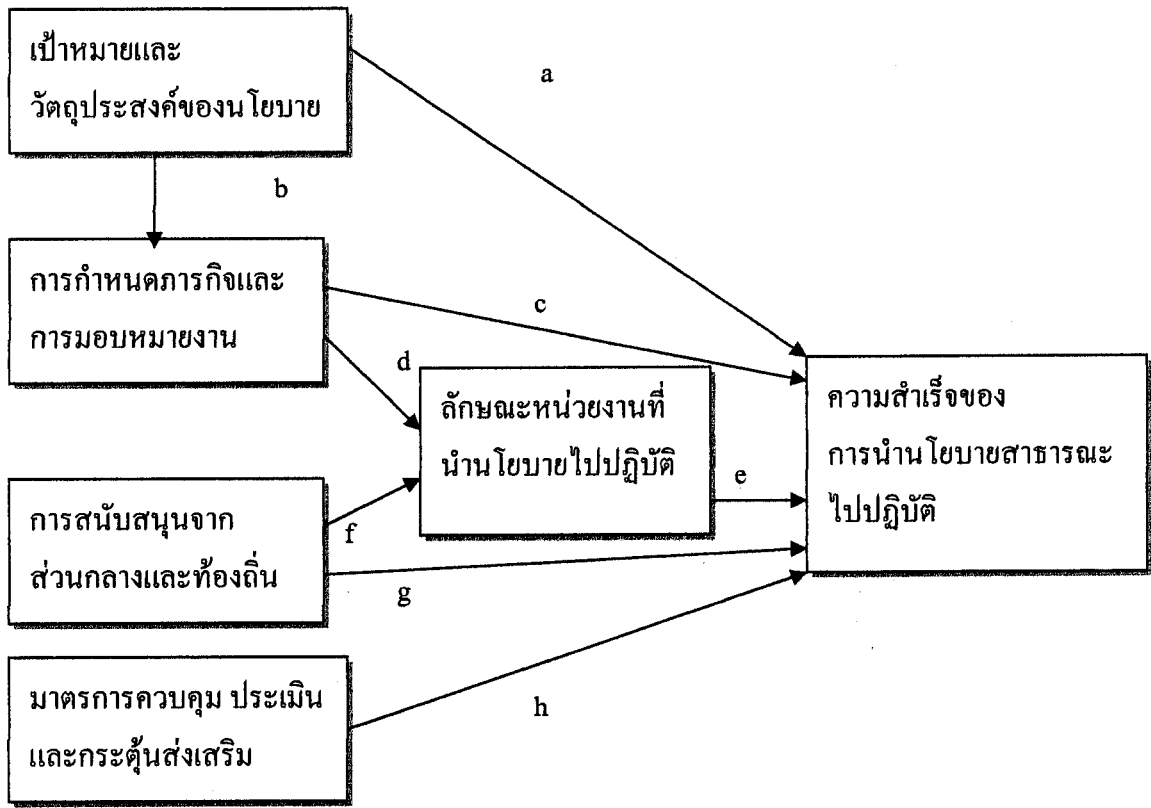 เป้าหมายและ
วัตถุประสงค์ของนโยบาย
a
b
การกำหนดภารกิจและ
การมอบหมายงาน
c
d
ลักษณะหน่วยงานที่
นำนโยบายไปปฏิบัติ
e
ความสำเร็จของ
การนำนโยบายสาธารณะ
ไปปฏิบัติ
การสนับสนุนจาก
ส่วนกลางและท้องถิ่น
f
g
มาตรการควบคุม ประเมิน
และกระตุ้นส่งเสริม
h